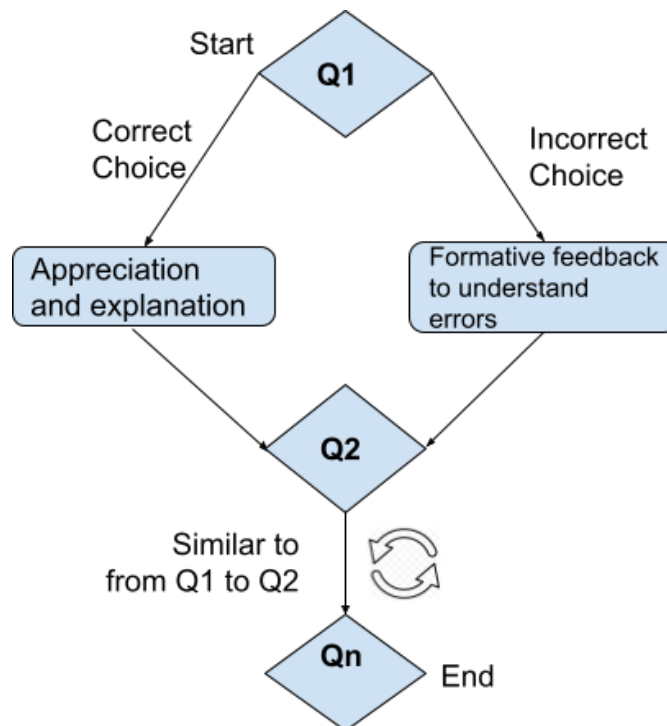 Start
Q1
Correct
Choice
Incorrect
Choice
Appreciation
and explanation
Formative feedback
to understand
errors
Q2
Similar to
from Q1 to Q2
Qn
End